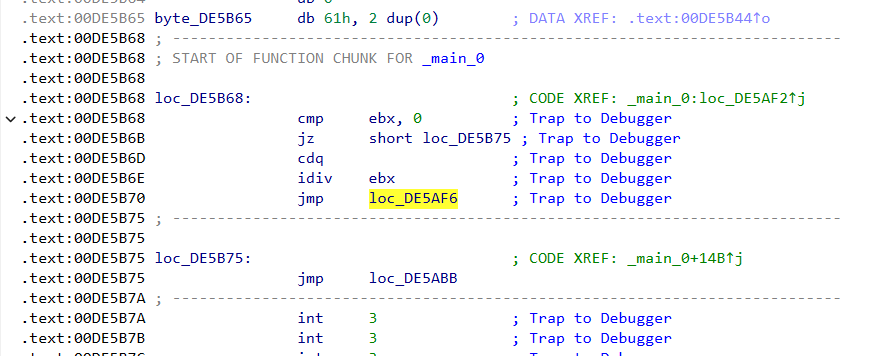 db 0
.text:00DE5B65 byte_DE5B65 db 61h, 2 dup(0) ; DATA XREF: .text:00DE5B44↑o
.text:00DE5B68 ; ---------------------------------------------------------------------------
.text:00DE5B68 ; START OF FUNCTION CHUNK FOR _main_0
.text:00DE5B68
.text:00DE5B68 loc_DE5B68: ; CODE XREF: _main_0:loc_DE5AF2↑j
.text:00DE5B68 cmp ebx, 0 ; Trap to Debugger
.text:00DE5B6B jz short loc_DE5B75 ; Trap to Debugger
.text:00DE5B6D cdq ; Trap to Debugger
.text:00DE5B6E idiv ebx ; Trap to Debugger
.text:00DE5B70 jmp loc_DE5AF6 ; Trap to Debugger
.text:00DE5B75 ; ---------------------------------------------------------------------------
.text:00DE5B75
.text:00DE5B75 loc_DE5B75: ; CODE XREF: _main_0+14B↑j
.text:00DE5B75 jmp loc_DE5ABB
.text:00DE5B7A ; ---------------------------------------------------------------------------
.text:00DE5B7A int 3 ; Trap to Debugger
.text:00DE5B7B int 3 ; Trap to Debugger